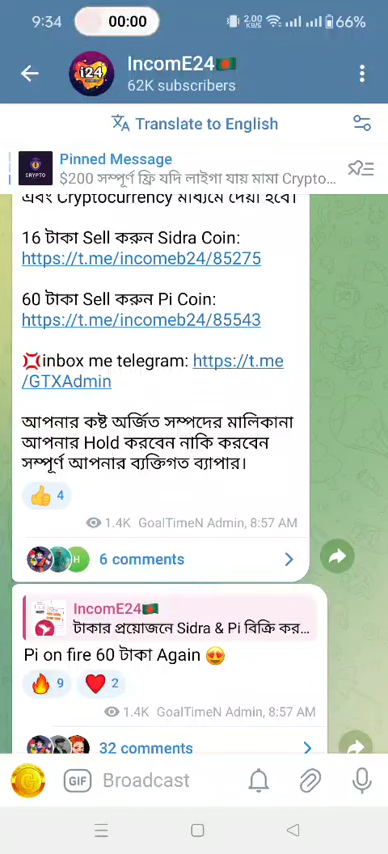 9:34
00:00
2.00 KB/S
66%
i24
IncomE24🇧🇩
62K subscribers
Translate to English
CRYPTO
Pinned Message
$200 সম্পূর্ণ ফ্রি যদি লাইগা যায় মামা Crypto...
এবং Cryptocurrency মাধ্যমে দেয়া হবে।
16 টাকা Sell করুন Sidra Coin:
https://t.me/incomeb24/85275
60 টাকা Sell করুন Pi Coin:
https://t.me/incomeb24/85543
💢inbox me telegram: https://t.me
/GTXAdmin
আপনার কষ্ট অর্জিত সম্পদের মালিকানা
আপনার Hold করবেন নাকি করবেন
সম্পূর্ণ আপনার ব্যক্তিগত ব্যাপার।
👍 4
1.4K GoalTimeN Admin, 8:57 AM
H
6 comments
IncomE24🇧🇩
টাকার প্রয়োজনে Sidra & Pi বিক্রি কর...
Pi on fire 60 টাকা Again 😍
🔥 9 ❤️ 2
1.4K GoalTimeN Admin, 8:57 AM
32 comments
GIF Broadcast